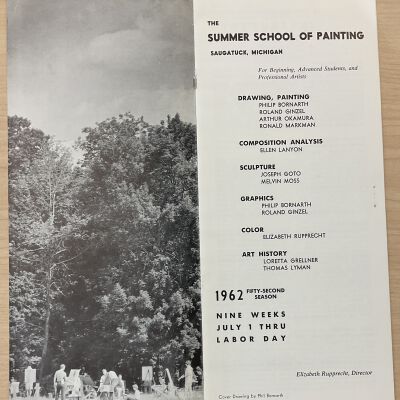 THE
SUMMER SCHOOL OF PAINTING
SAUGATUCK, MICHIGAN
For Beginning, Advanced Students, and
Professional Artists
DRAWING, PAINTING
PHILIP BORNARTH
ROLAND GINZEL
ARTHUR OKAMURA
RONALD MARKMAN
COMPOSITION ANALYSIS
ELLEN LANYON
SCULPTURE
JOSEPH GOTO
MELVIN MOSS
GRAPHICS
PHILIP BORNARTH
ROLAND GINZEL
COLOR
ELIZABETH RUPPRECHT
ART HISTORY
LORETTA GRELLNER
THOMAS LYMAN
1962 FIFTY-SECOND
SEASON
NINE WEEKS
JULY 1 THRU
LABOR DAY
Elizabeth Rupprecht, Director
Cover Drawing by Phil Bornarth